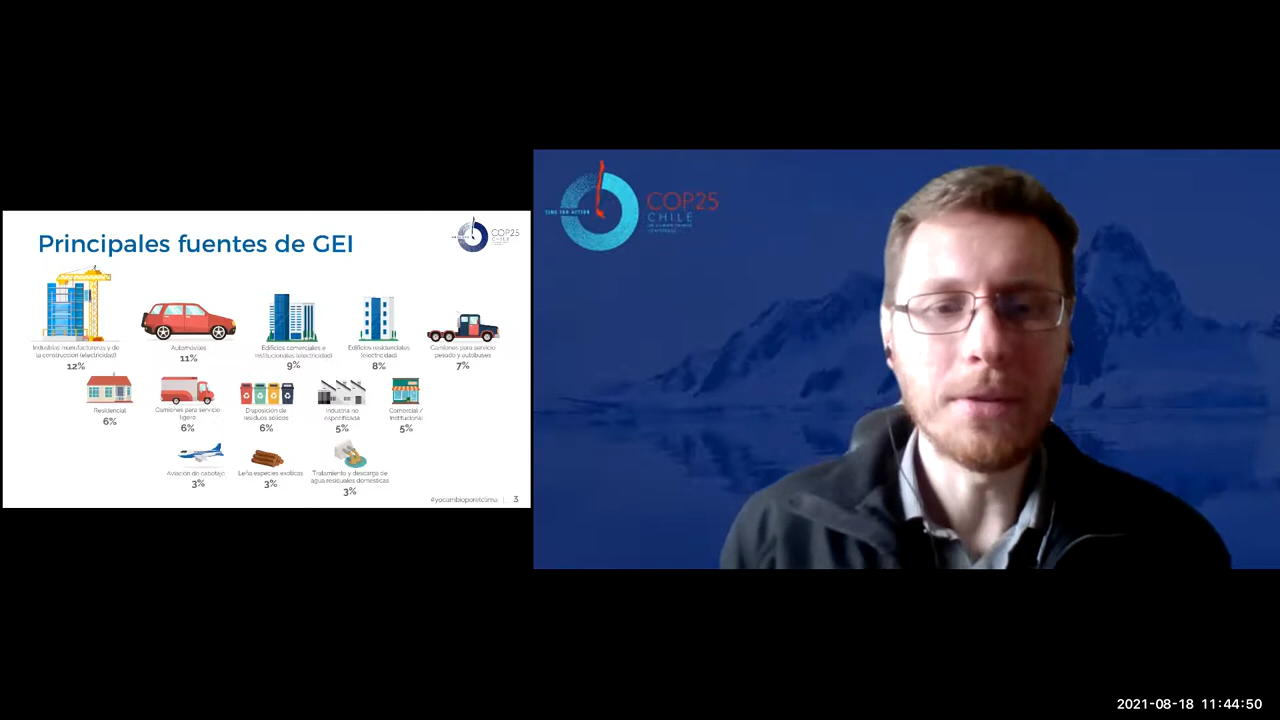 Principales fuentes de GEI
COP25
CHILE
Industrias manufactureras y de
la construcción (electricidad)
12%
Automóviles
11%
Edificios comerciales e
institucionales (electricidad)
9%
Edificios residenciales
(electricidad)
8%
Camiones para servicio
pesado y autobuses
7%
Residencial
6%
Camiones para servicio
ligero
6%
Disposición de
residuos sólidos
6%
Industria no
especificada
5%
Comercial /
Institucional
5%
Aviación de cabotaje
3%
Leña especies exóticas
3%
Tratamiento y descarga de
agua residuales domésticas
3%
#yocambioporelclima | 3
TIME FOR ACTION
COP25
CHILE
2021-08-18 11:44:50